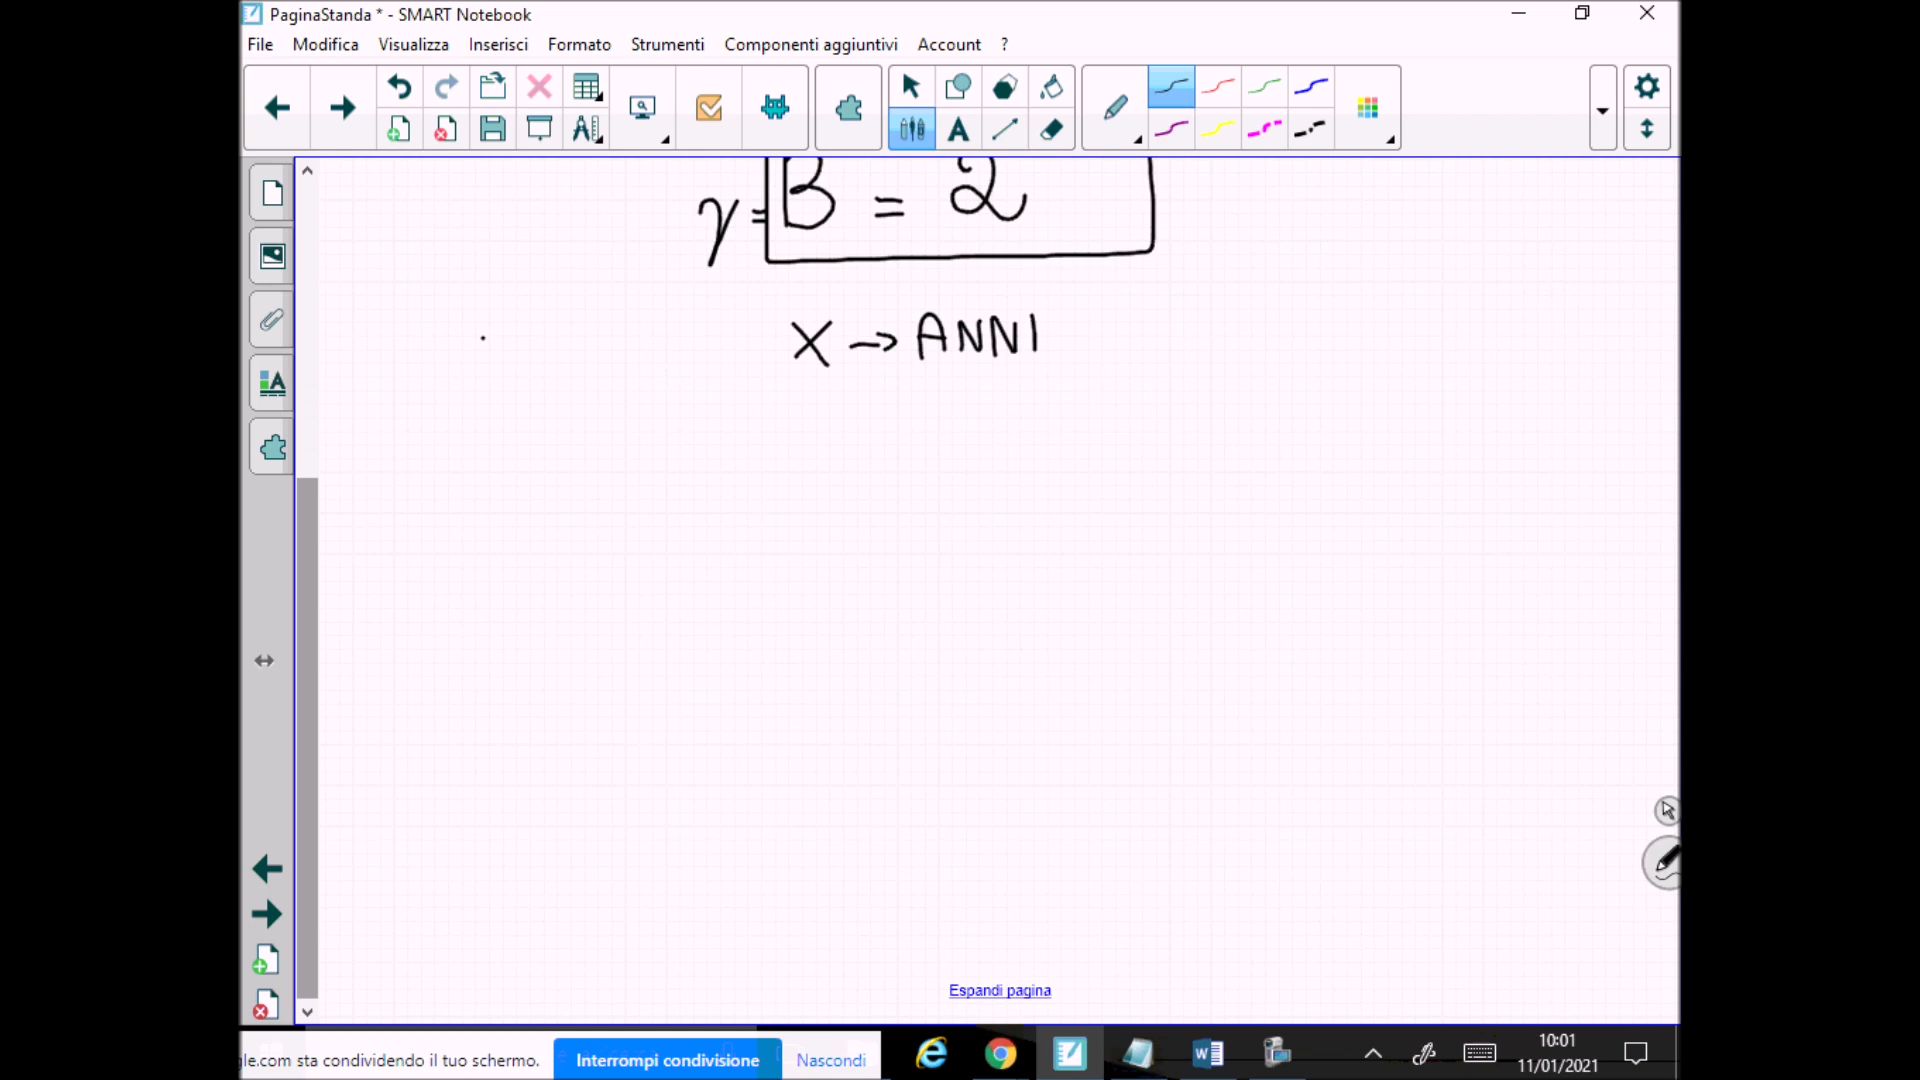 PaginaStanda * - SMART Notebook
File Modifica Visualizza Inserisci Formato Strumenti Componenti aggiuntivi Account ?
γ = B = 2
X → ANNI
Espandi pagina
gle.com sta condividendo il tuo schermo. Interrompi condivisione Nascondi
10:01
11/01/2021